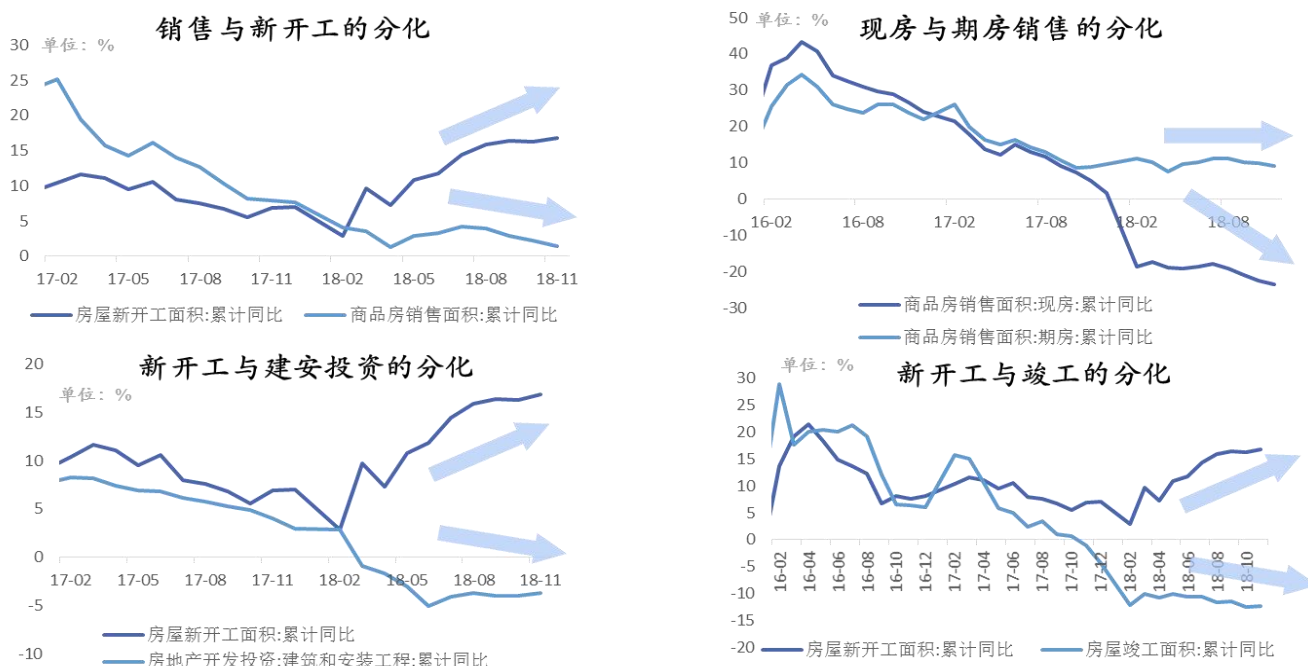 销售与新开工的分化
单位：%
30
25
20
15
10
5
0
17-02 17-05 17-08 17-11 18-02 18-05 18-08 18-11
房屋新开工面积:累计同比 商品房销售面积:累计同比
现房与期房销售的分化
单位：%
50
40
30
20
10
0
-10
-20
-30
16-02 16-08 17-02 17-08 18-02 18-08
商品房销售面积:现房:累计同比
商品房销售面积:期房:累计同比
新开工与建安投资的分化
单位：%
20
15
10
5
0
-5
-10
17-02 17-05 17-08 17-11 18-02 18-05 18-08 18-11
房屋新开工面积:累计同比
房地产开发投资:建筑和安装工程:累计同比
新开工与竣工的分化
单位：%
30
25
20
15
10
5
0
-5
-10
-15
-20
16-02 16-04 16-06 16-08 16-10 16-12 17-02 17-04 17-06 17-08 17-10 17-12 18-02 18-04 18-06 18-08 18-10
房屋新开工面积:累计同比 房屋竣工面积:累计同比